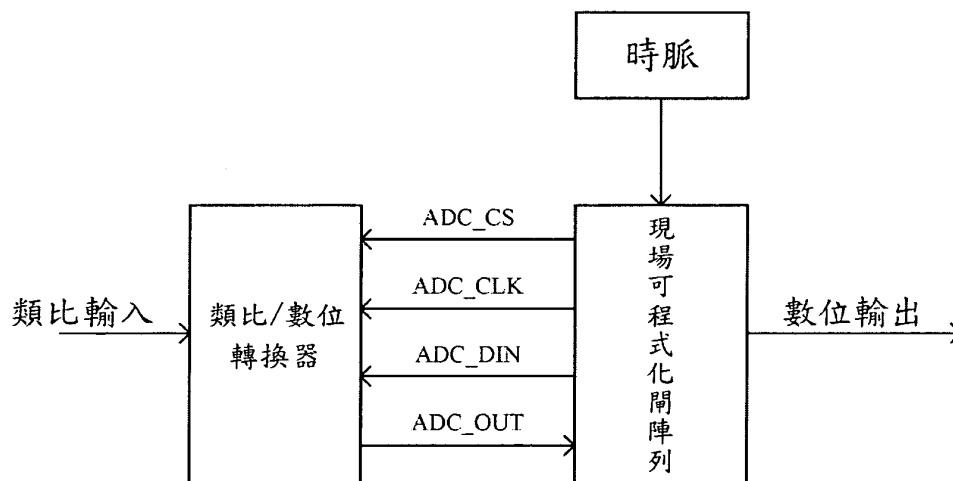 時脈
ADC_CS
ADC_CLK
ADC_DIN
ADC_OUT
類比輸入
類比/數位
轉換器
現場可程式化閘陣列
數位輸出